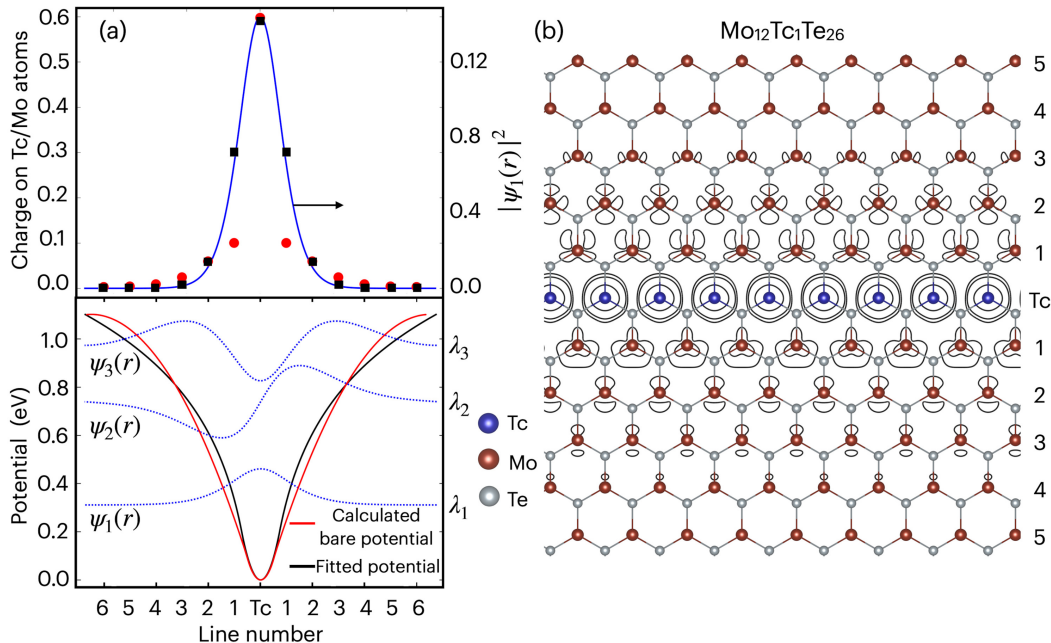 (a)
Charge on Tc/Mo atoms
0.6
0.5
0.4
0.3
0.2
0.1
0.0
0.12
0.8
0.4
0.0
|ψ₁(r)|²
Potential (eV)
1.0
0.8
0.6
0.4
0.2
0.0
ψ₃(r)
ψ₂(r)
ψ₁(r)
λ₃
λ₂
λ₁
Calculated
bare potential
Fitted potential
6 5 4 3 2 1 Tc 1 2 3 4 5 6
Line number
(b)
Mo₁₂Tc₁Te₂₆
5
4
3
2
1
Tc
1
2
3
4
5
Tc
Mo
Te